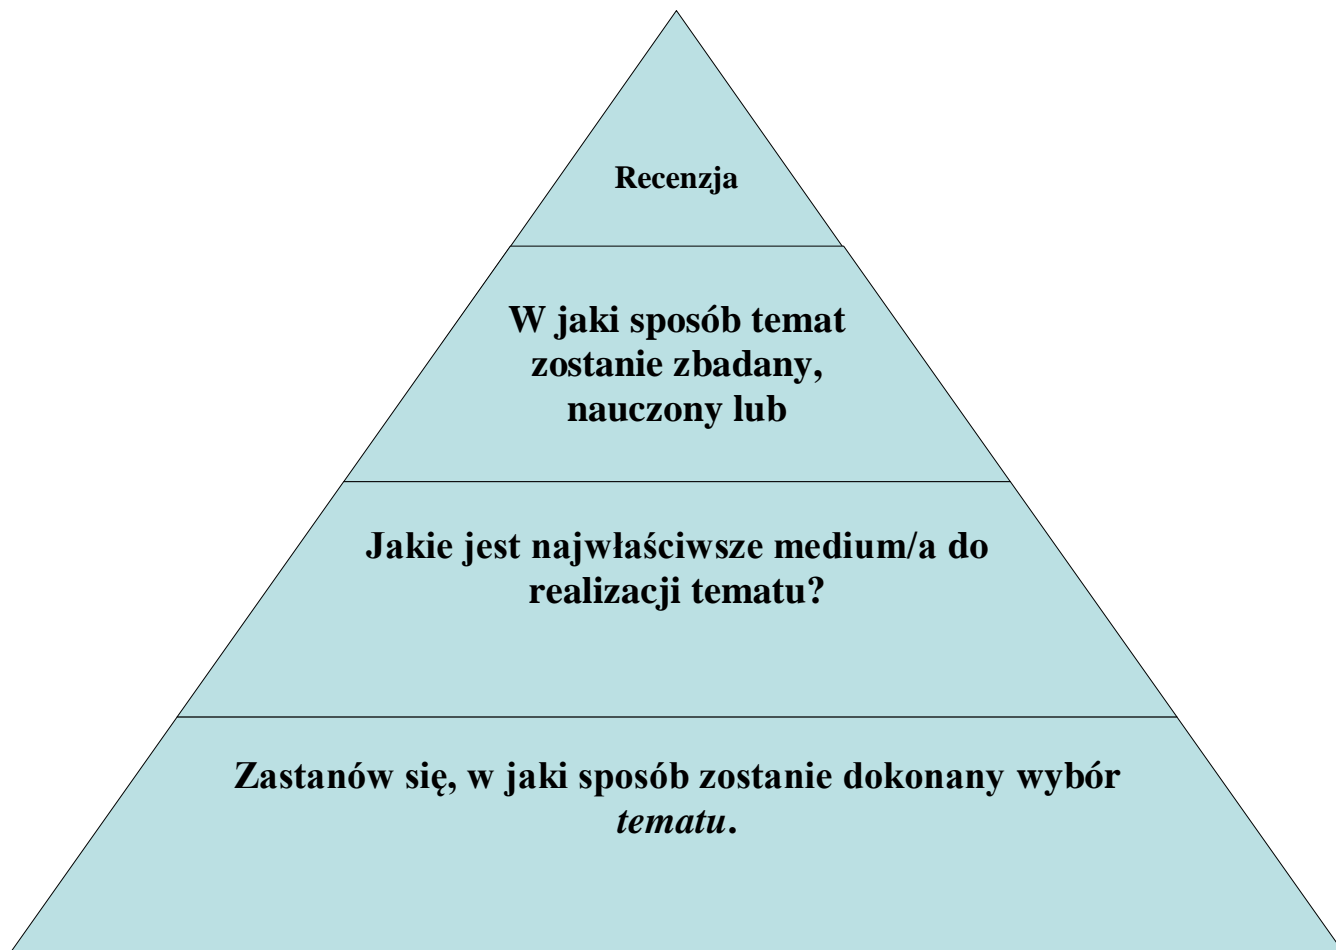 Recenzja
W jaki sposób temat
zostanie zbadany,
nauczony lub
Jakie jest najwłaściwsze medium/a do
realizacji tematu?
Zastanów się, w jaki sposób zostanie dokonany wybór
tematu.